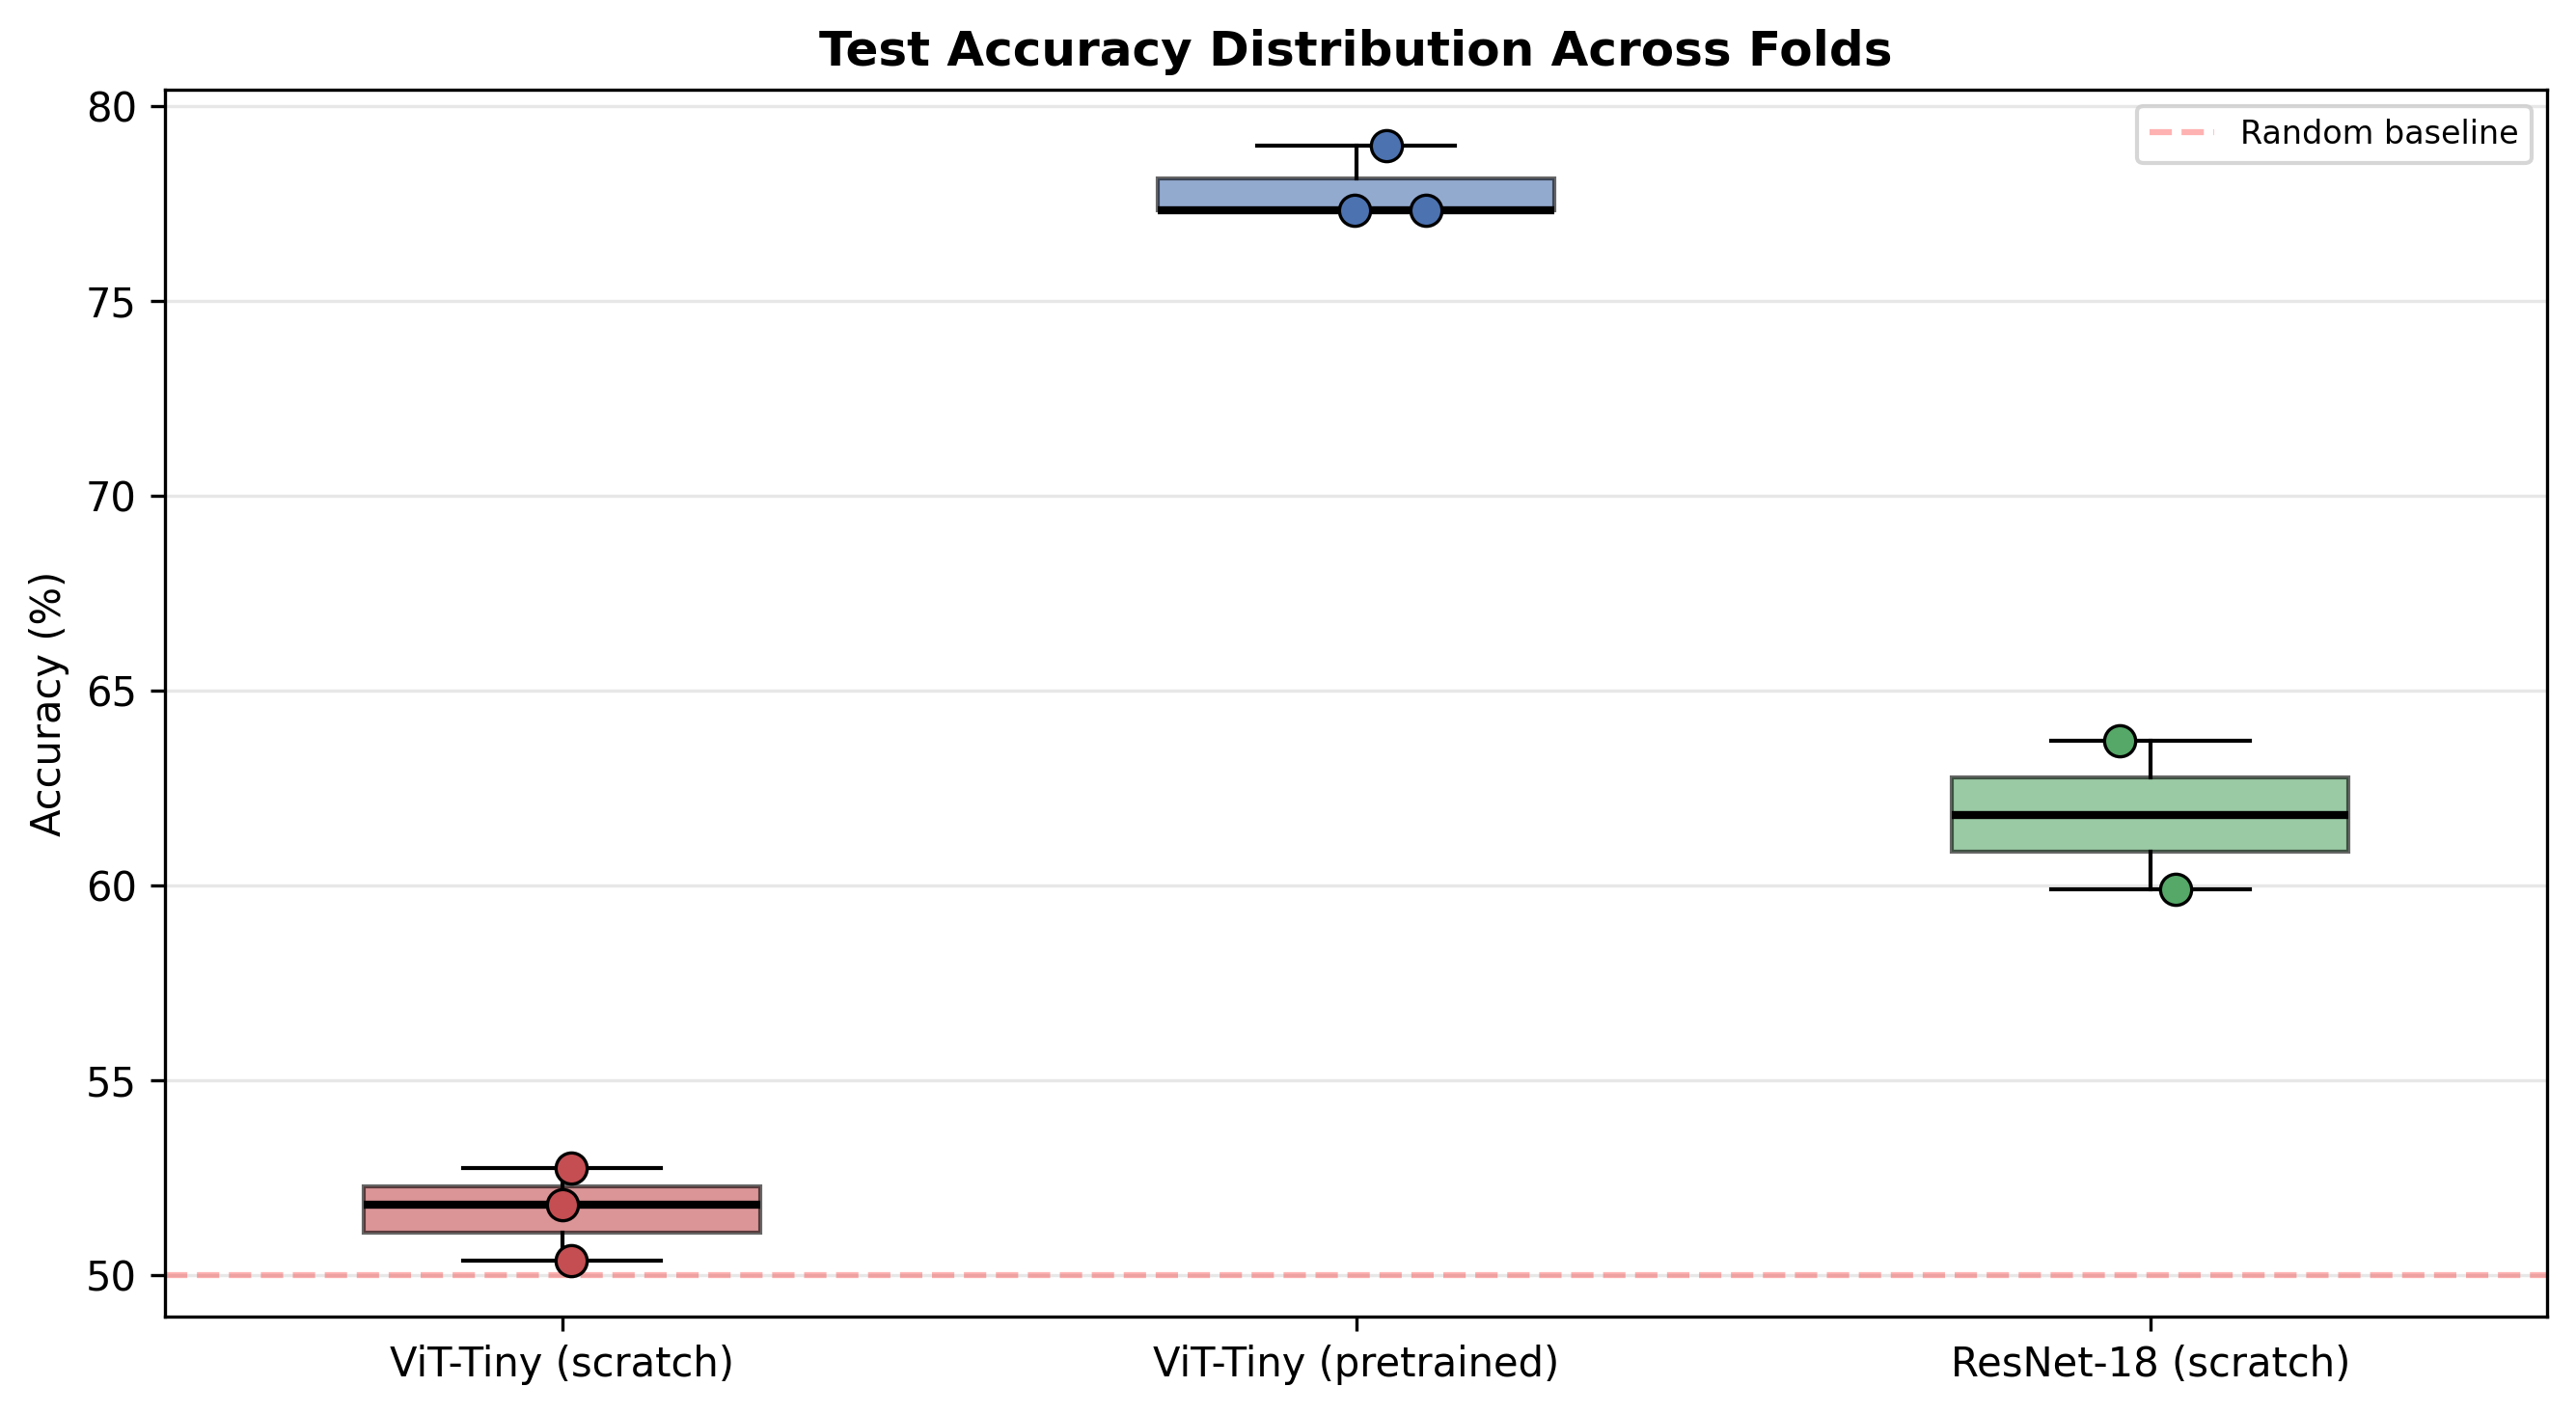 Test Accuracy Distribution Across Folds
Random baseline
Accuracy (%)
80
75
70
65
60
55
50
ViT-Tiny (scratch)
ViT-Tiny (pretrained)
ResNet-18 (scratch)